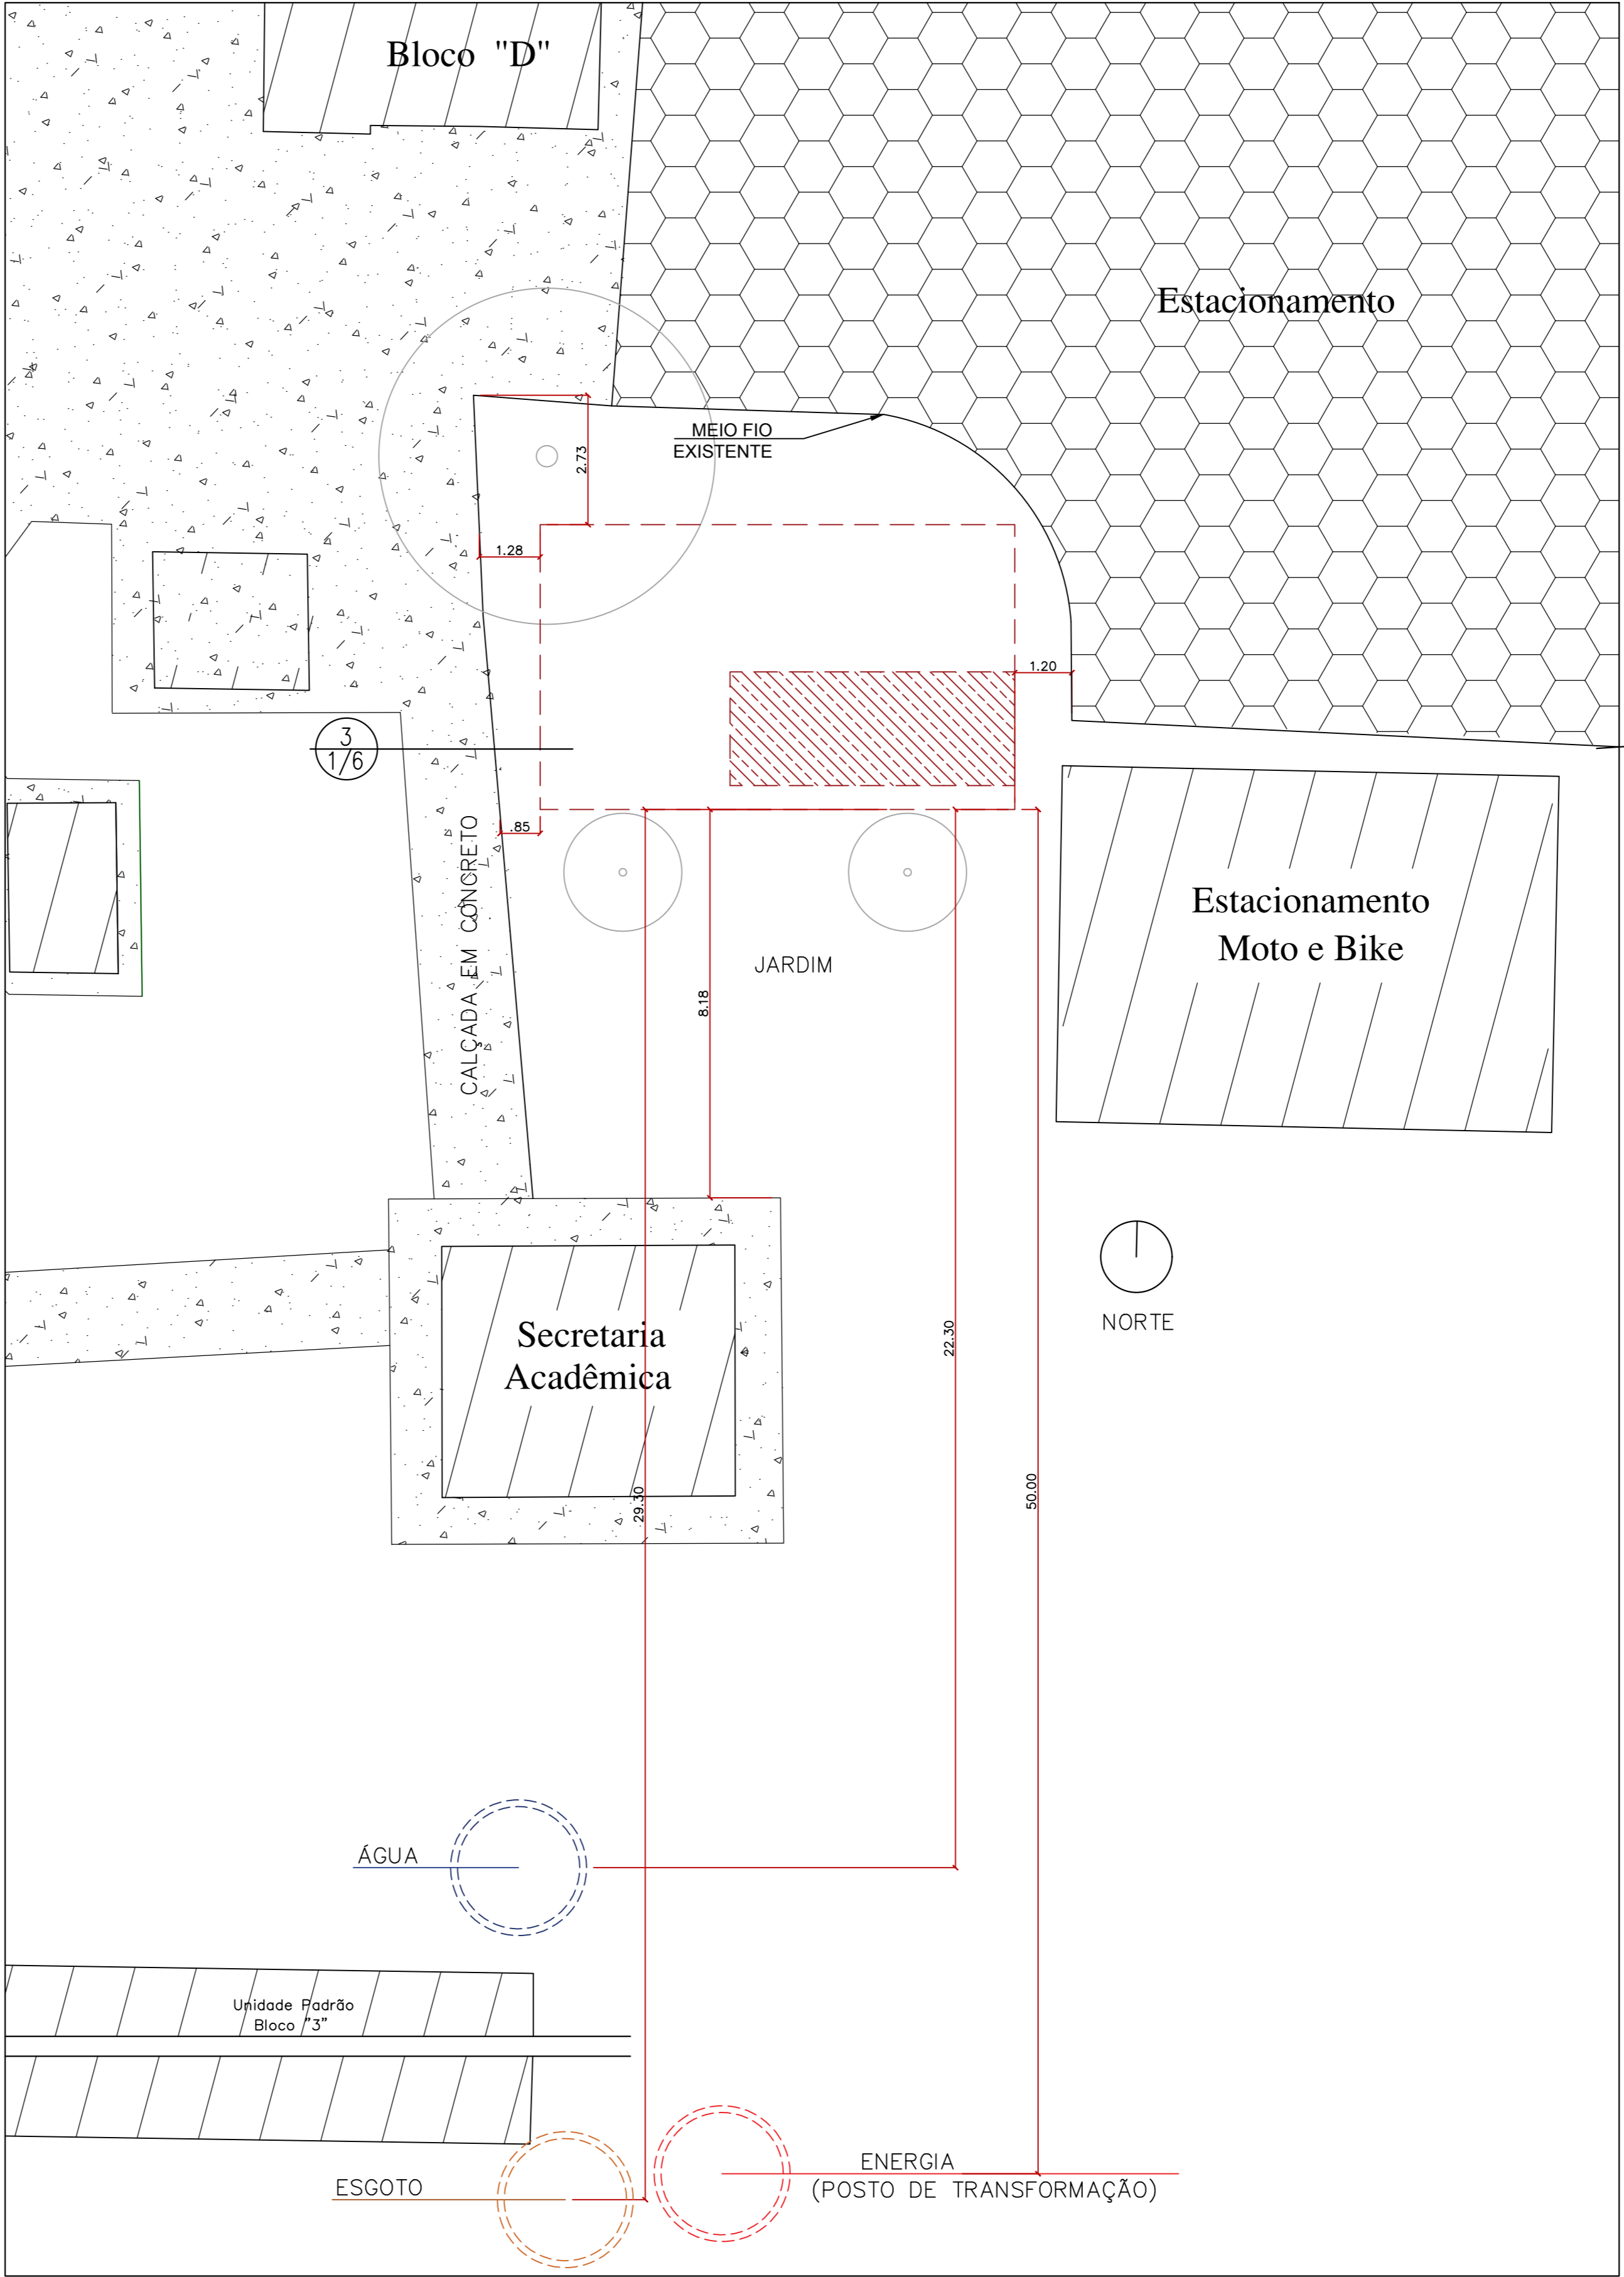 Bloco "D"
Estacionamento
MEIO FIO
EXISTENTE
2.73
1.28
1.20
3
1/6
.85
CALÇADA EM CONCRETO
Estacionamento
Moto e Bike
JARDIM
8.18
NORTE
22.30
Secretaria
Acadêmica
29.30
50.00
ÁGUA
Unidade Padrão
Bloco "3"
ENERGIA
(POSTO DE TRANSFORMAÇÃO)
ESGOTO